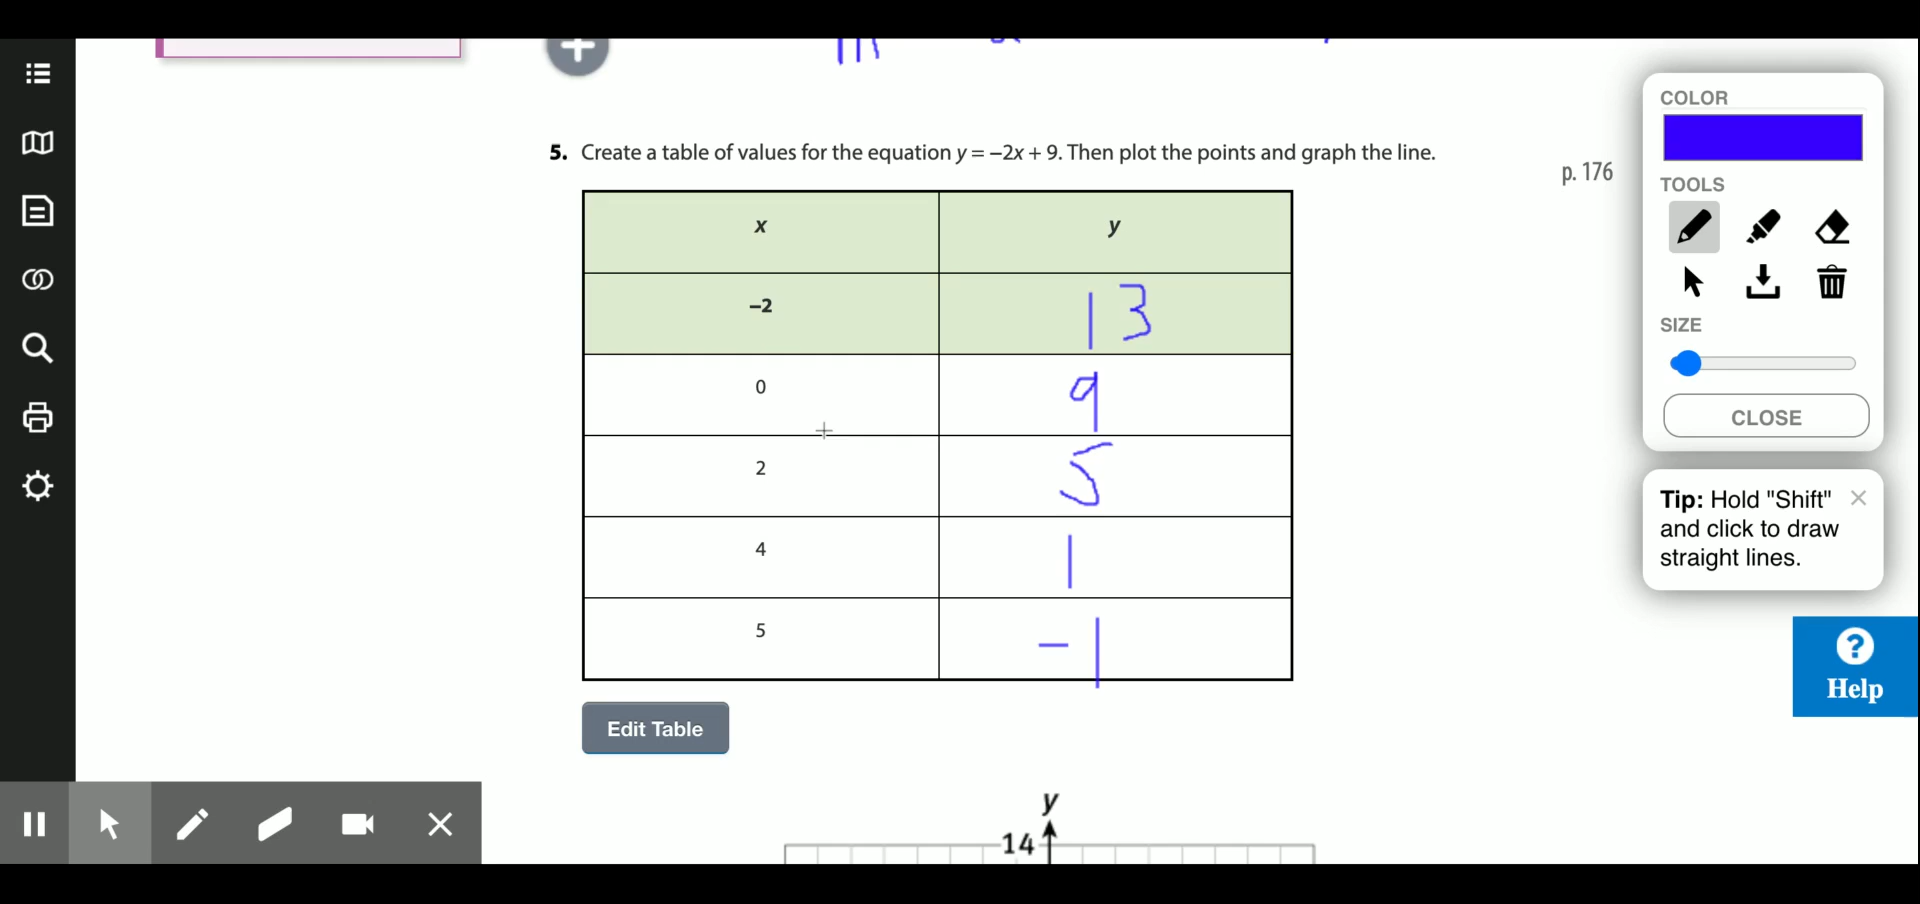 m
5. Create a table of values for the equation y = −2x + 9. Then plot the points and graph the line.
p. 176
x y
−2 13
0 9
2 5
4 1
5 −1
Edit Table
y
14
COLOR
TOOLS
SIZE
CLOSE
Tip: Hold "Shift"
and click to draw
straight lines.
Help